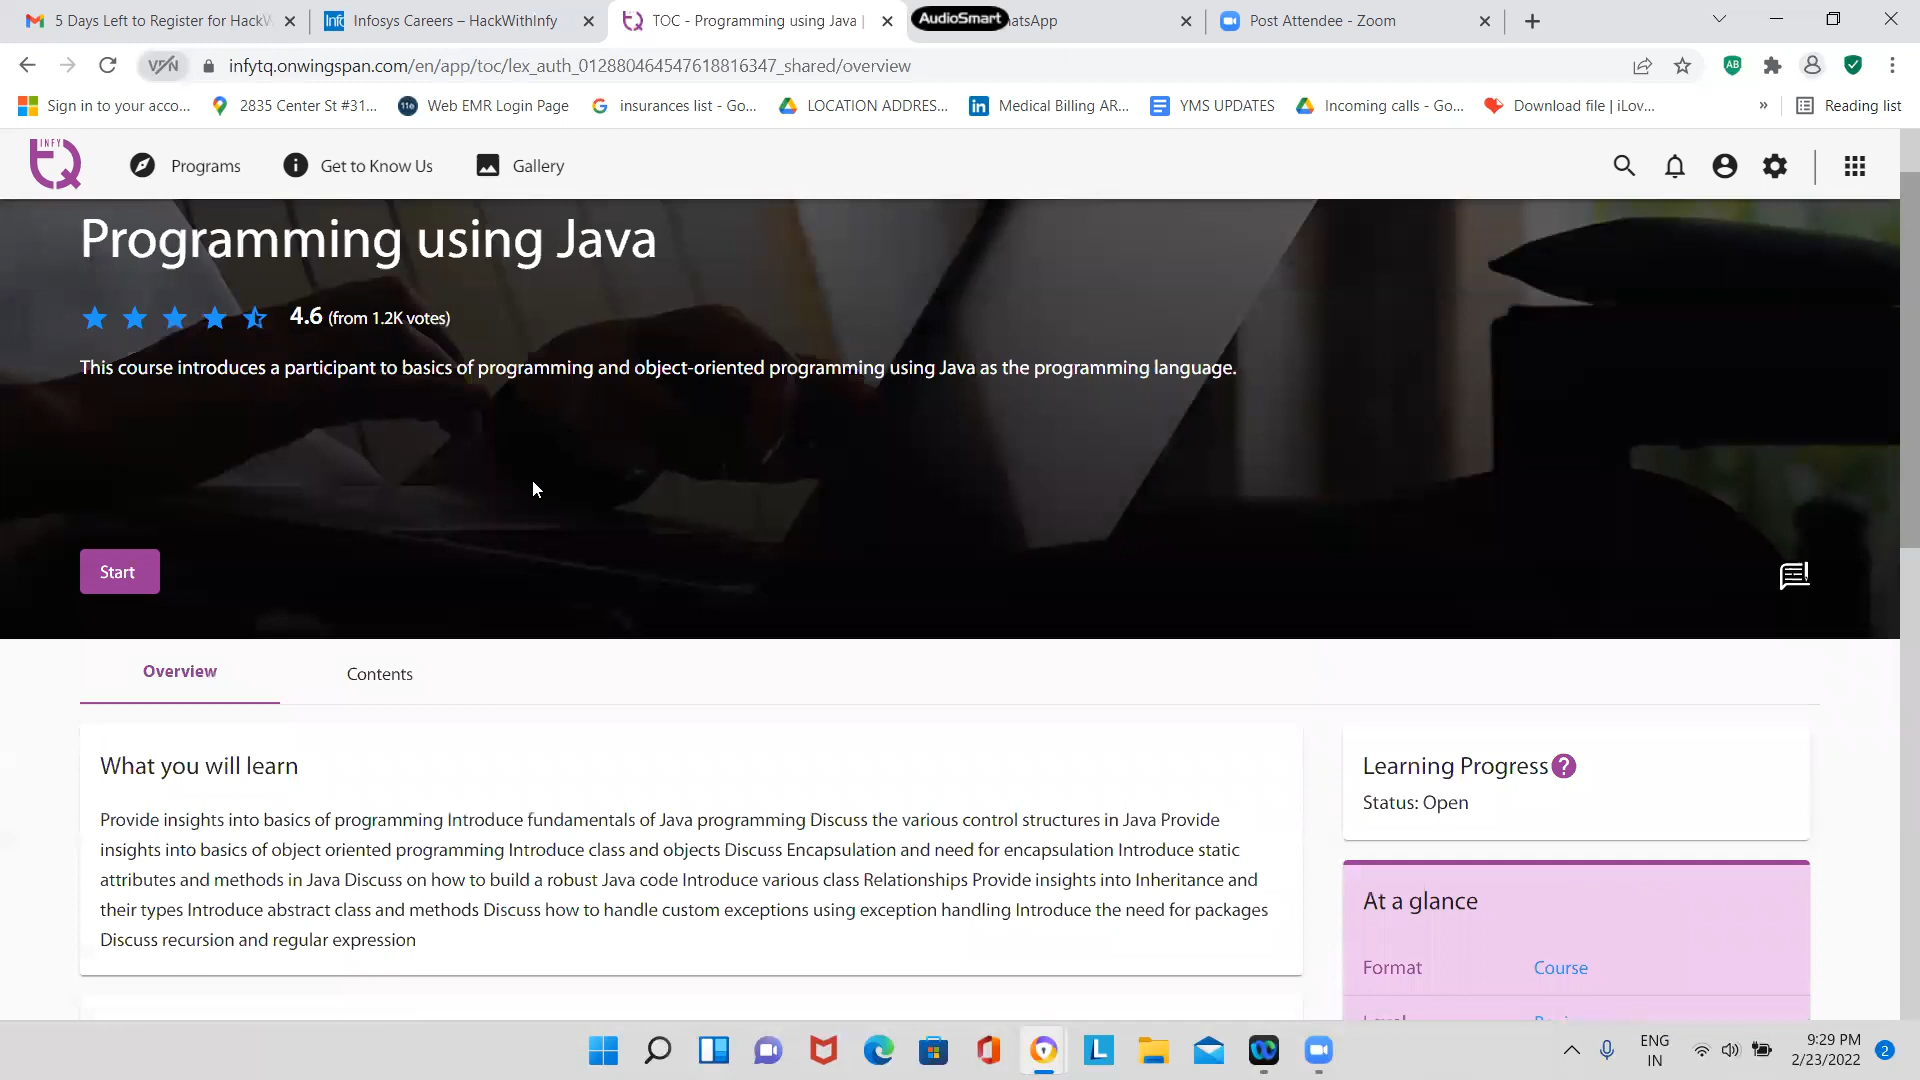 5 Days Left to Register for HackW
Infosys Careers – HackWithInfy
TOC - Programming using Java |
AudioSmart
hatsApp
Post Attendee - Zoom
infytq.onwingspan.com/en/app/toc/lex_auth_012880464547618816347_shared/overview
Sign in to your acco...
2835 Center St #31...
Web EMR Login Page
insurances list - Go...
LOCATION ADDRES...
Medical Billing AR...
YMS UPDATES
Incoming calls - Go...
Download file | iLov...
»
Reading list
INFY
TQ
Programs
Get to Know Us
Gallery
Programming using Java
4.6 (from 1.2K votes)
This course introduces a participant to basics of programming and object-oriented programming using Java as the programming language.
Start
Overview
Contents
What you will learn
Provide insights into basics of programming Introduce fundamentals of Java programming Discuss the various control structures in Java Provide
insights into basics of object oriented programming Introduce class and objects Discuss Encapsulation and need for encapsulation Introduce static
attributes and methods in Java Discuss on how to build a robust Java code Introduce various class Relationships Provide insights into Inheritance and
their types Introduce abstract class and methods Discuss how to handle custom exceptions using exception handling Introduce the need for packages
Discuss recursion and regular expression
Learning Progress ?
Status: Open
At a glance
Format
Course
ENG
IN
9:29 PM
2/23/2022
2